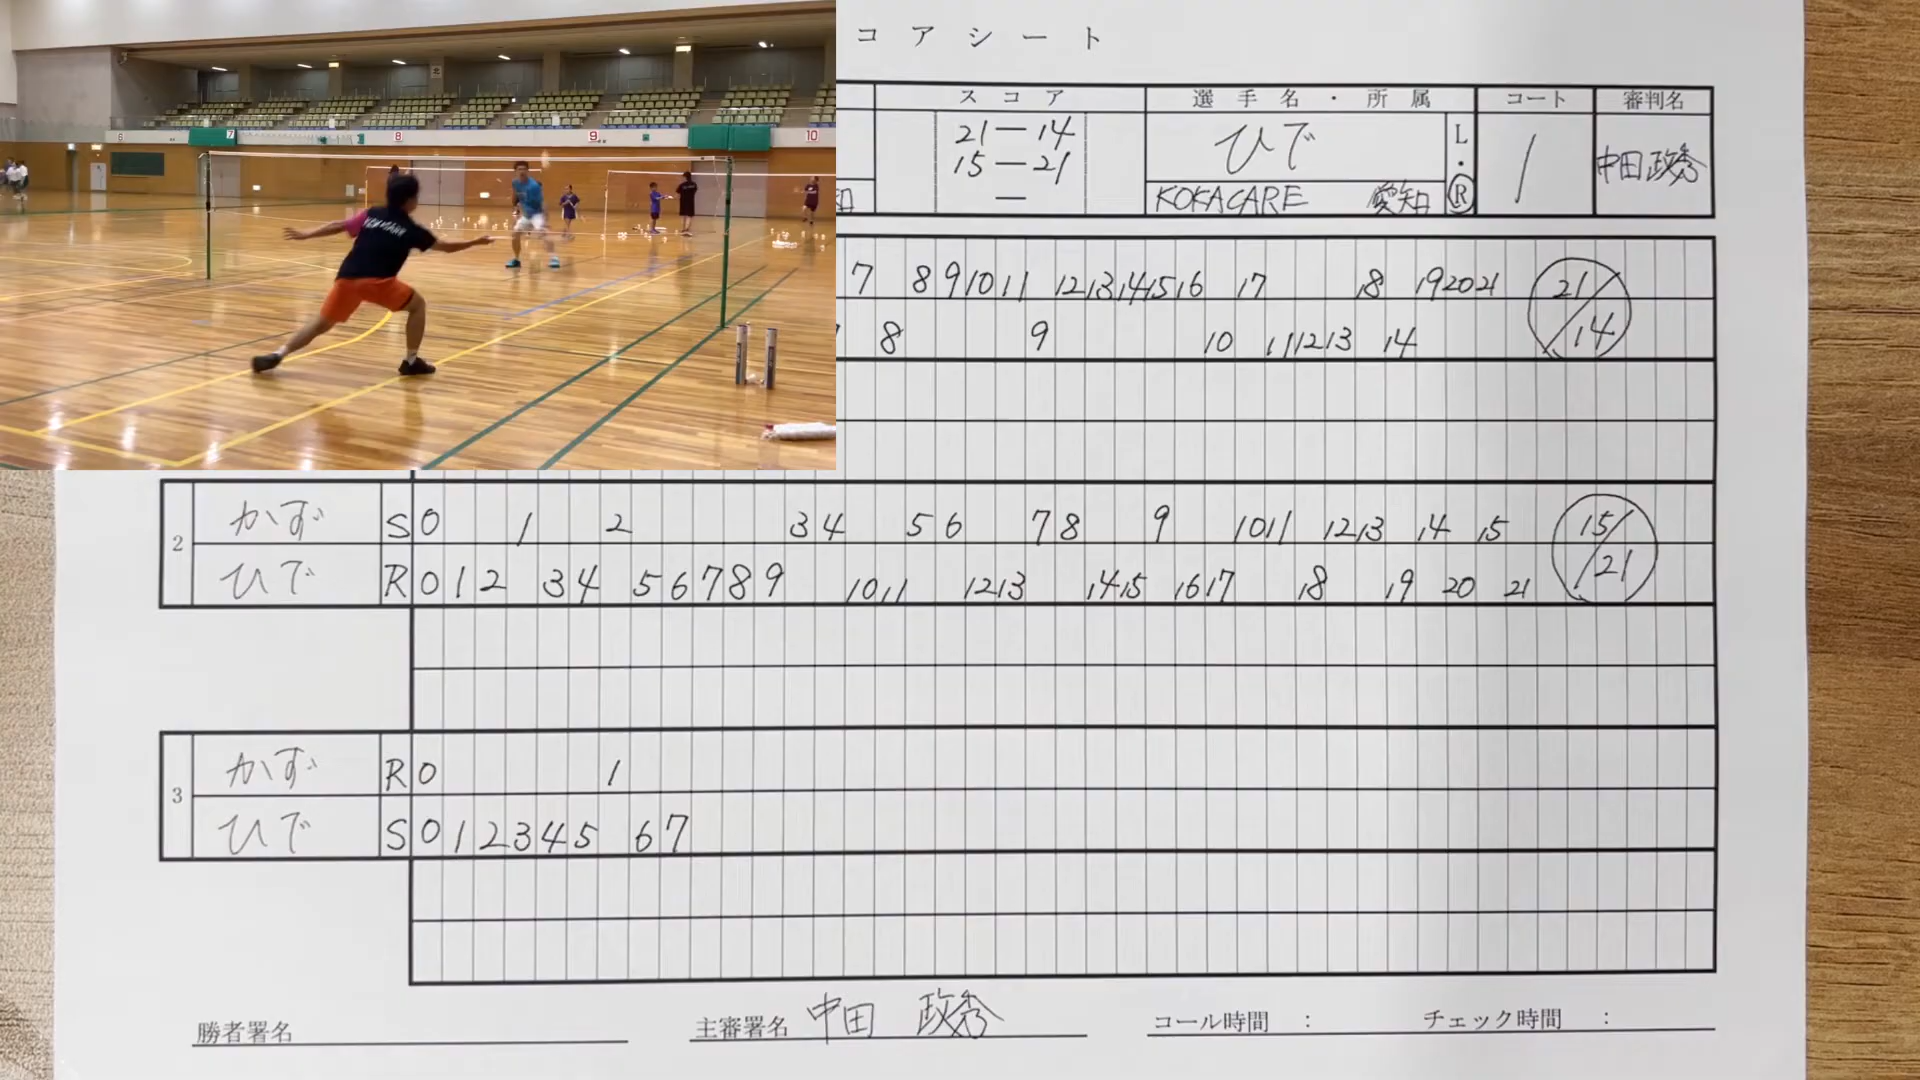 コアシート
スコア 選手名・所属 コート 審判名
21―14 ひで L・Ⓡ 1 中田政秀
15―21
― KOKACARE 愛知
7 8 9 10 11 12 13 14 15 16 17 18 19 20 21 21/14
8 9 10 11 12 13 14
6 7 8 9 10
2 かず S 0 1 2 3 4 5 6 7 8 9 10 11 12 13 14 15 15/21
ひで R 0 1 2 3 4 5 6 7 8 9 10 11 12 13 14 15 16 17 18 19 20 21
3 かず R 0 1
ひで S 0 1 2 3 4 5 6 7
勝者署名 主審署名 中田 政秀 コール時間 : チェック時間 :